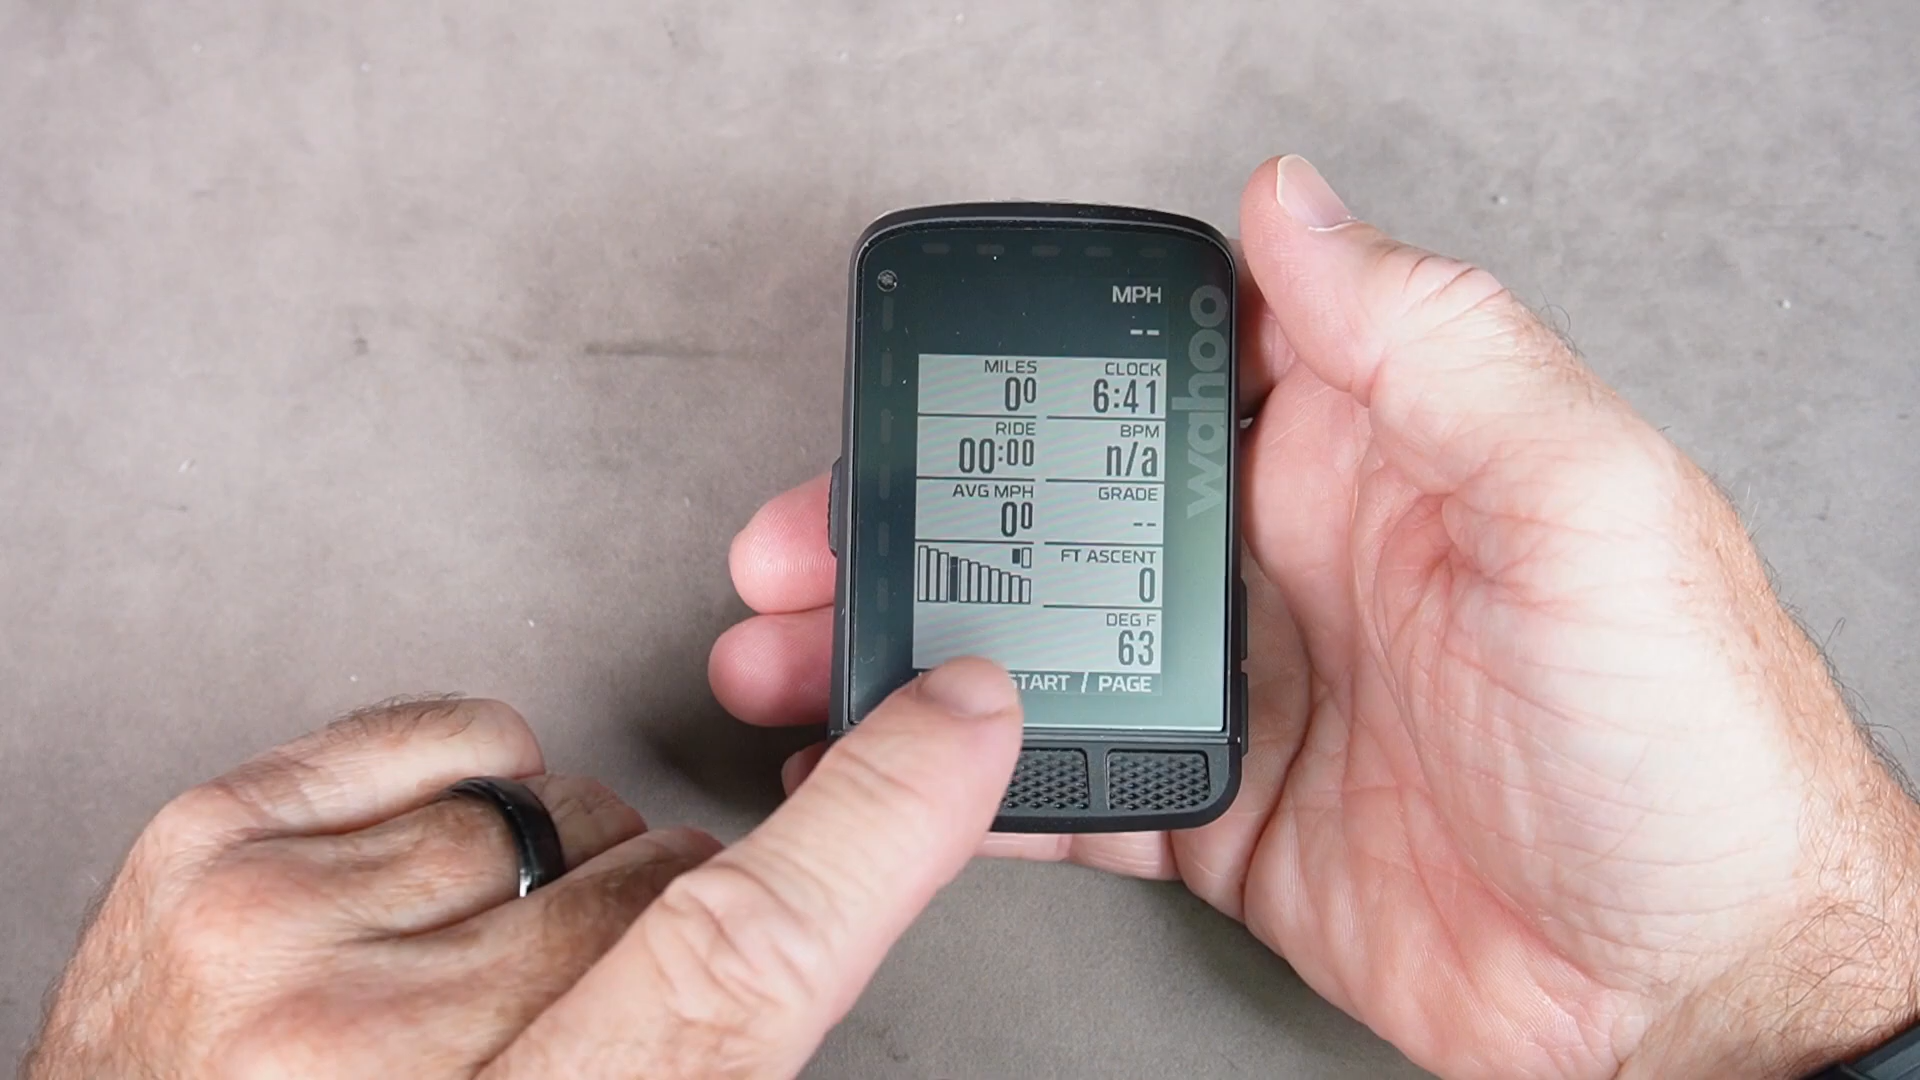 MPH
--
MILES
00
CLOCK
6:41
RIDE
00:00
BPM
n/a
AVG MPH
00
GRADE
--
FT ASCENT
0
DEG F
63
START / PAGE
wahoo